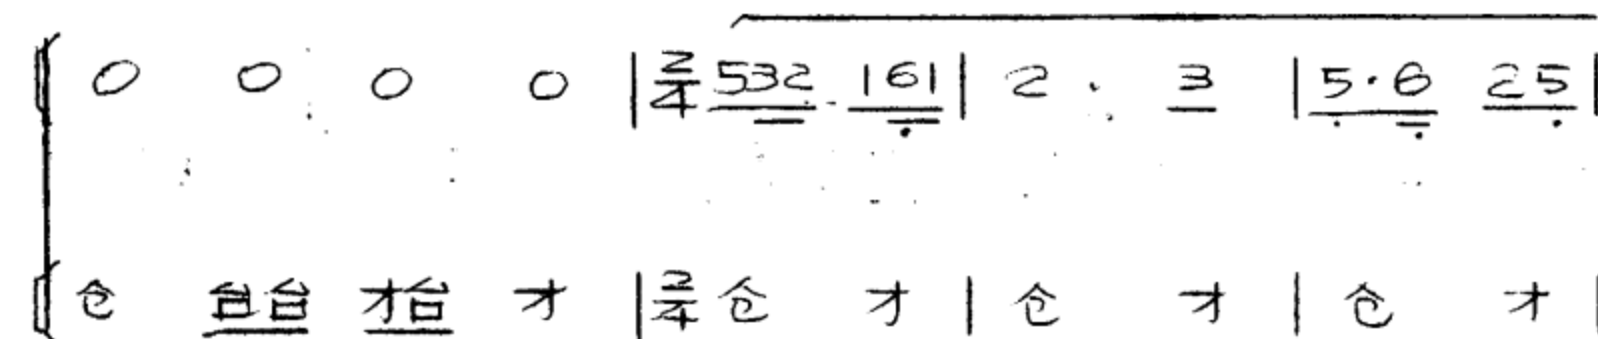 0 0 0 0 | 2/4 532 161 | 2 . 3 | 5·6 25 |
仓 台台 才台 才 | 2/4 仓 才 | 仓 才 | 仓 才 |